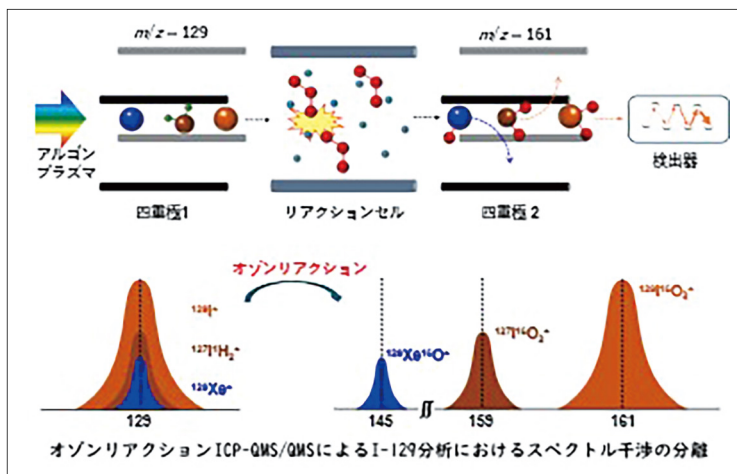 m/z=129
m/z=161
アルゴン
プラズマ
四重極1
リアクションセル
四重極2
検出器
オゾンリアクション
¹²⁹I⁺
¹²⁷I¹H₂⁺
¹²⁹Xe⁺
¹²⁹Xe¹⁶O⁺
¹²⁷I¹⁶O₂⁺
¹²⁹I¹⁶O₂⁺
129
145
159
161
オゾンリアクションICP-QMS/QMSによるI-129分析におけるスペクトル干渉の分離